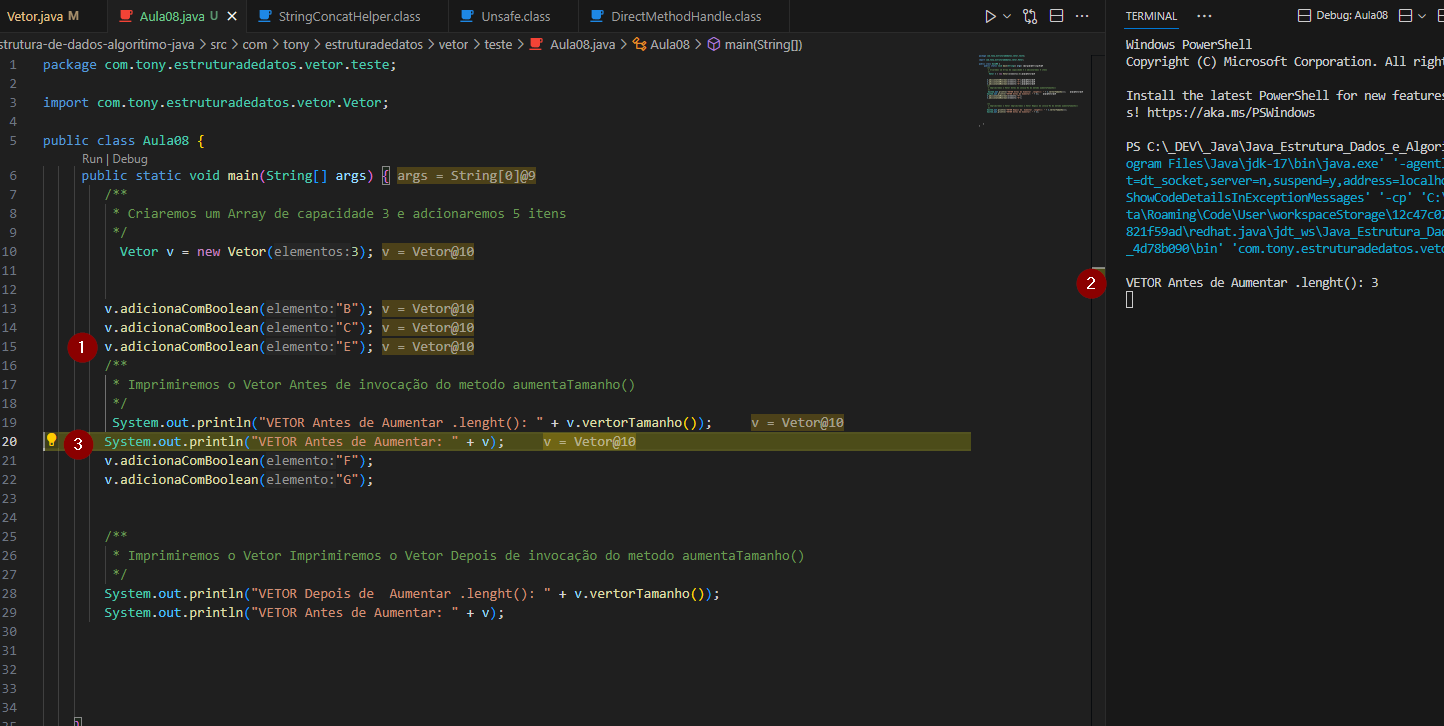 Vetor.java M
Aula08.java U
StringConcatHelper.class
Unsafe.class
DirectMethodHandle.class
strutura-de-dados-algoritimo-java > src > com > tony > estruturadedatos > vetor > teste > Aula08.java > Aula08 > main(String[])
1 package com.tony.estruturadedatos.vetor.teste;
2
3 import com.tony.estruturadedatos.vetor.Vetor;
4
5 public class Aula08 {
Run | Debug
6 public static void main(String[] args) { args = String[0]@9
7 /**
8 * Criaremos um Array de capacidade 3 e adcionaremos 5 itens
9 */
10 Vetor v = new Vetor(elementos:3); v = Vetor@10
11
12
13 v.adicionaComBoolean(elemento:"B"); v = Vetor@10
14 v.adicionaComBoolean(elemento:"C"); v = Vetor@10
1
15 v.adicionaComBoolean(elemento:"E"); v = Vetor@10
16 /**
17 * Imprimiremos o Vetor Antes de invocação do metodo aumentaTamanho()
18 */
19 System.out.println("VETOR Antes de Aumentar .lenght(): " + v.vertorTamanho()); v = Vetor@10
3
20 System.out.println("VETOR Antes de Aumentar: " + v); v = Vetor@10
21 v.adicionaComBoolean(elemento:"F");
22 v.adicionaComBoolean(elemento:"G");
23
24
25 /**
26 * Imprimiremos o Vetor Imprimiremos o Vetor Depois de invocação do metodo aumentaTamanho()
27 */
28 System.out.println("VETOR Depois de  Aumentar .lenght(): " + v.vertorTamanho());
29 System.out.println("VETOR Antes de Aumentar: " + v);
30
31
32
33
34
35 }
TERMINAL ···
Debug: Aula08
Windows PowerShell
Copyright (C) Microsoft Corporation. All righ
Install the latest PowerShell for new features
s! https://aka.ms/PSWindows
PS C:\_DEV\_Java\Java_Estrutura_Dados_e_Algori
ogram Files\Java\jdk-17\bin\java.exe' '-agent
t=dt_socket,server=n,suspend=y,address=localho
ShowCodeDetailsInExceptionMessages' '-cp' 'C:
ta\Roaming\Code\User\workspaceStorage\12c47c0
821f59ad\redhat.java\jdt_ws\Java_Estrutura_Da
_4d78b090\bin' 'com.tony.estruturadedatos.veto
2
VETOR Antes de Aumentar .lenght(): 3